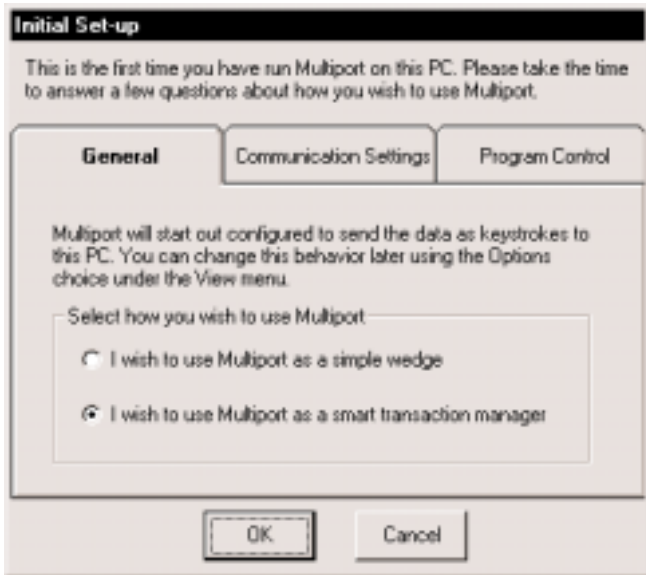 Initial Set-up
This is the first time you have run Multiport on this PC. Please take the time
to answer a few questions about how you wish to use Multiport.
General
Communication Settings
Program Control
Multiport will start out configured to send the data as keystrokes to
this PC. You can change this behavior later using the Options
choice under the View menu.
Select how you wish to use Multiport
I wish to use Multiport as a simple wedge
I wish to use Multiport as a smart transaction manager
OK
Cancel